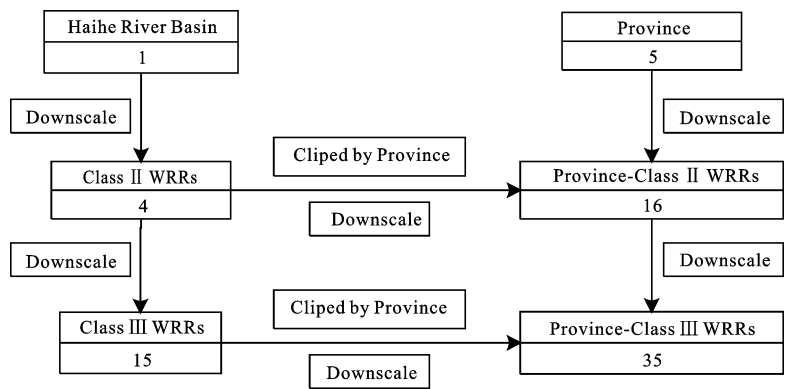 Haihe River Basin
1
Province
5
Downscale
Downscale
Cliped by Province
Class Ⅱ WRRs
4
Province-Class Ⅱ WRRs
16
Downscale
Downscale
Downscale
Cliped by Province
Class Ⅲ WRRs
15
Province-Class Ⅲ WRRs
35
Downscale